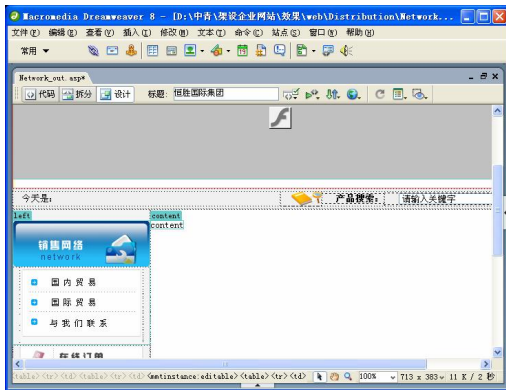 Macromedia Dreamweaver 8 - [D:\中青\架设企业网站\效果\web\Distribution\Network...
文件(F) 编辑(E) 查看(V) 插入(I) 修改(M) 文本(T) 命令(C) 站点(S) 窗口(W) 帮助(H)
常用
Network_out.asp*
代码 拆分 设计 标题: 恒胜国际集团
今天是: 产品搜索: 请输入关键字
left content
content
销售网络
network
国内贸易
国际贸易
与我们联系
在线订单
<table> <tr> <td> <table> <tr> <td> <mmtinstance:editable> <table> <tr> <td> 100% 713 x 383 11 K / 2 秒